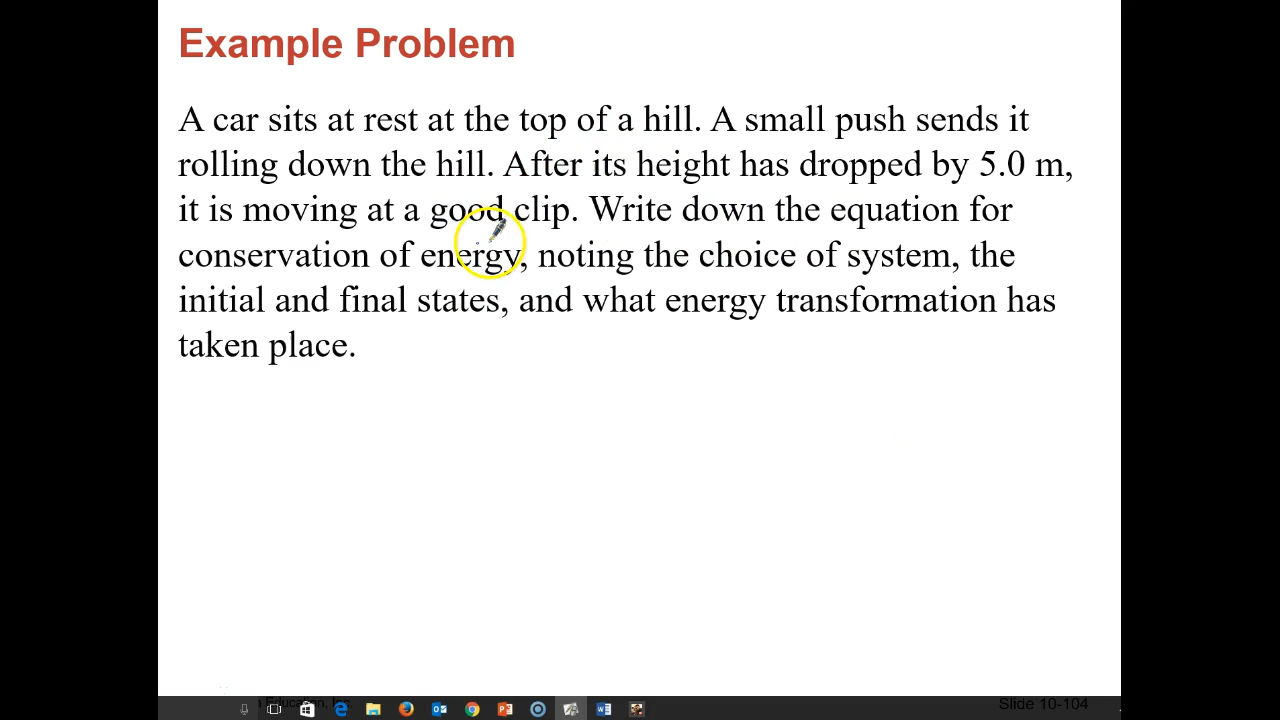 Example Problem
A car sits at rest at the top of a hill. A small push sends it
rolling down the hill. After its height has dropped by 5.0 m,
it is moving at a good clip. Write down the equation for
conservation of energy, noting the choice of system, the
initial and final states, and what energy transformation has
taken place.
Education, Inc.
Slide 10-104